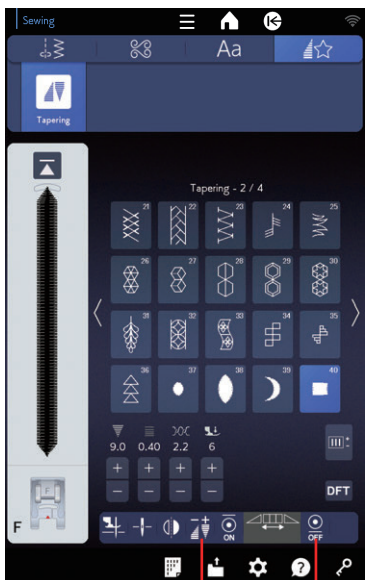 Sewing
Aa
Tapering
Tapering - 2 / 4
21 22 23 24 25
26 27 28 29 30
31 32 33 34 35
36 37 38 39 40
9.0 0.40 2.2 6
+ + + +
− − − −
DFT
F
ON OFF
?